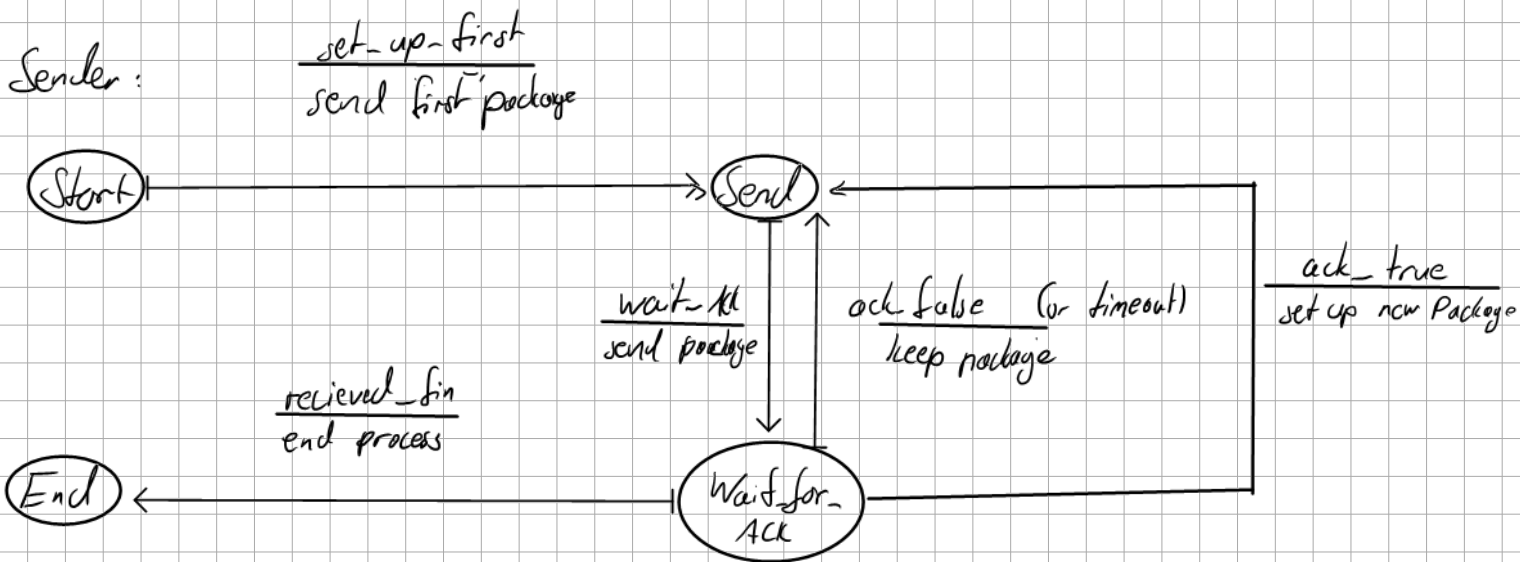 Sender:
set_up_first
send first package
Start
Send
wait_
send package
ack_false (or timeout)
keep package
ack_true
set up new Package
recieved_fin
end process
End
Wait_for_
ACK